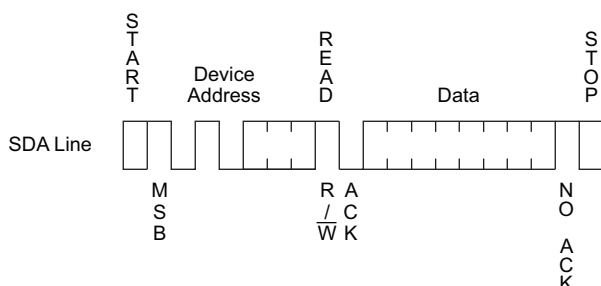 START
Device
Address
READ
Data
STOP
SDA Line
MSB
R/W
ACK
NO ACK